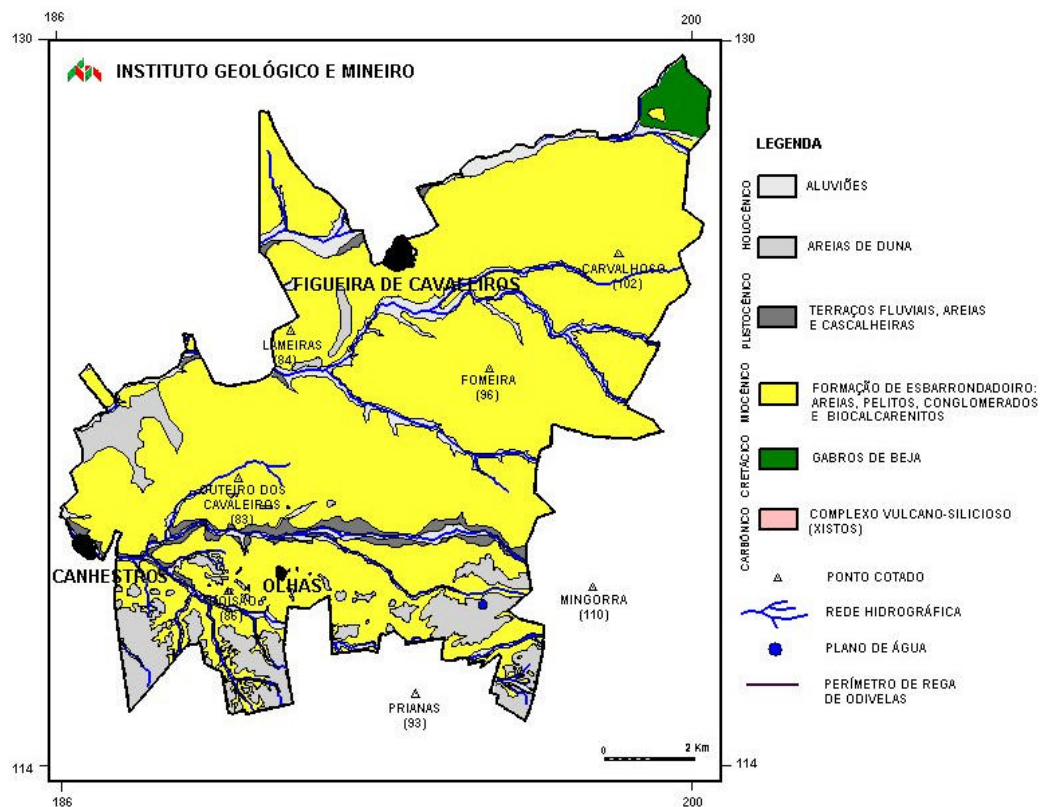 186
200
130
130
INSTITUTO GEOLÓGICO E MINEIRO
FIGUEIRA DE CAVALEIROS
CARVALHOSO
(102)
LAMEIRAS
(84)
FOMEIRA
(96)
OUTEIRO DOS
CAVALEIROS
(83)
CANHESTROS
OLHAS
(86)
MINGORRA
(110)
PRIANAS
(93)
0
2 Km
114
114
186
200
LEGENDA
HOLOCÉNICO
ALUVIÕES
AREIAS DE DUNA
PLISTOCÉNICO
TERRAÇOS FLUVIAIS, AREIAS
E CASCALHEIRAS
MIOCÉNICO
FORMAÇÃO DE ESBARRONDADOIRO:
AREIAS, PELITOS, CONGLOMERADOS
E BIOCALCARENITOS
CRETÁCICO
GABROS DE BEJA
CARBÓNICO
COMPLEXO VULCANO-SILICIOSO
(XISTOS)
PONTO COTADO
REDE HIDROGRÁFICA
PLANO DE ÁGUA
PERÍMETRO DE REGA
DE ODIVELAS